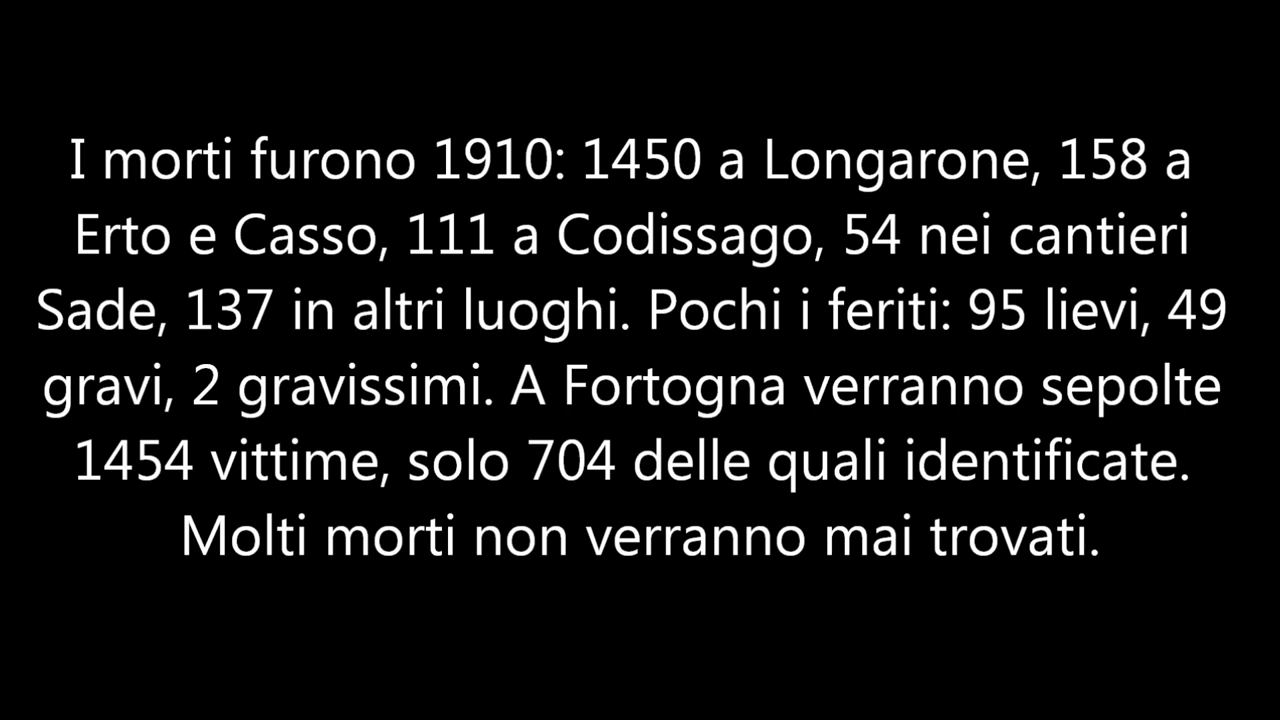 I morti furono 1910: 1450 a Longarone, 158 a
Erto e Casso, 111 a Codissago, 54 nei cantieri
Sade, 137 in altri luoghi. Pochi i feriti: 95 lievi, 49
gravi, 2 gravissimi. A Fortogna verranno sepolte
1454 vittime, solo 704 delle quali identificate.
Molti morti non verranno mai trovati.